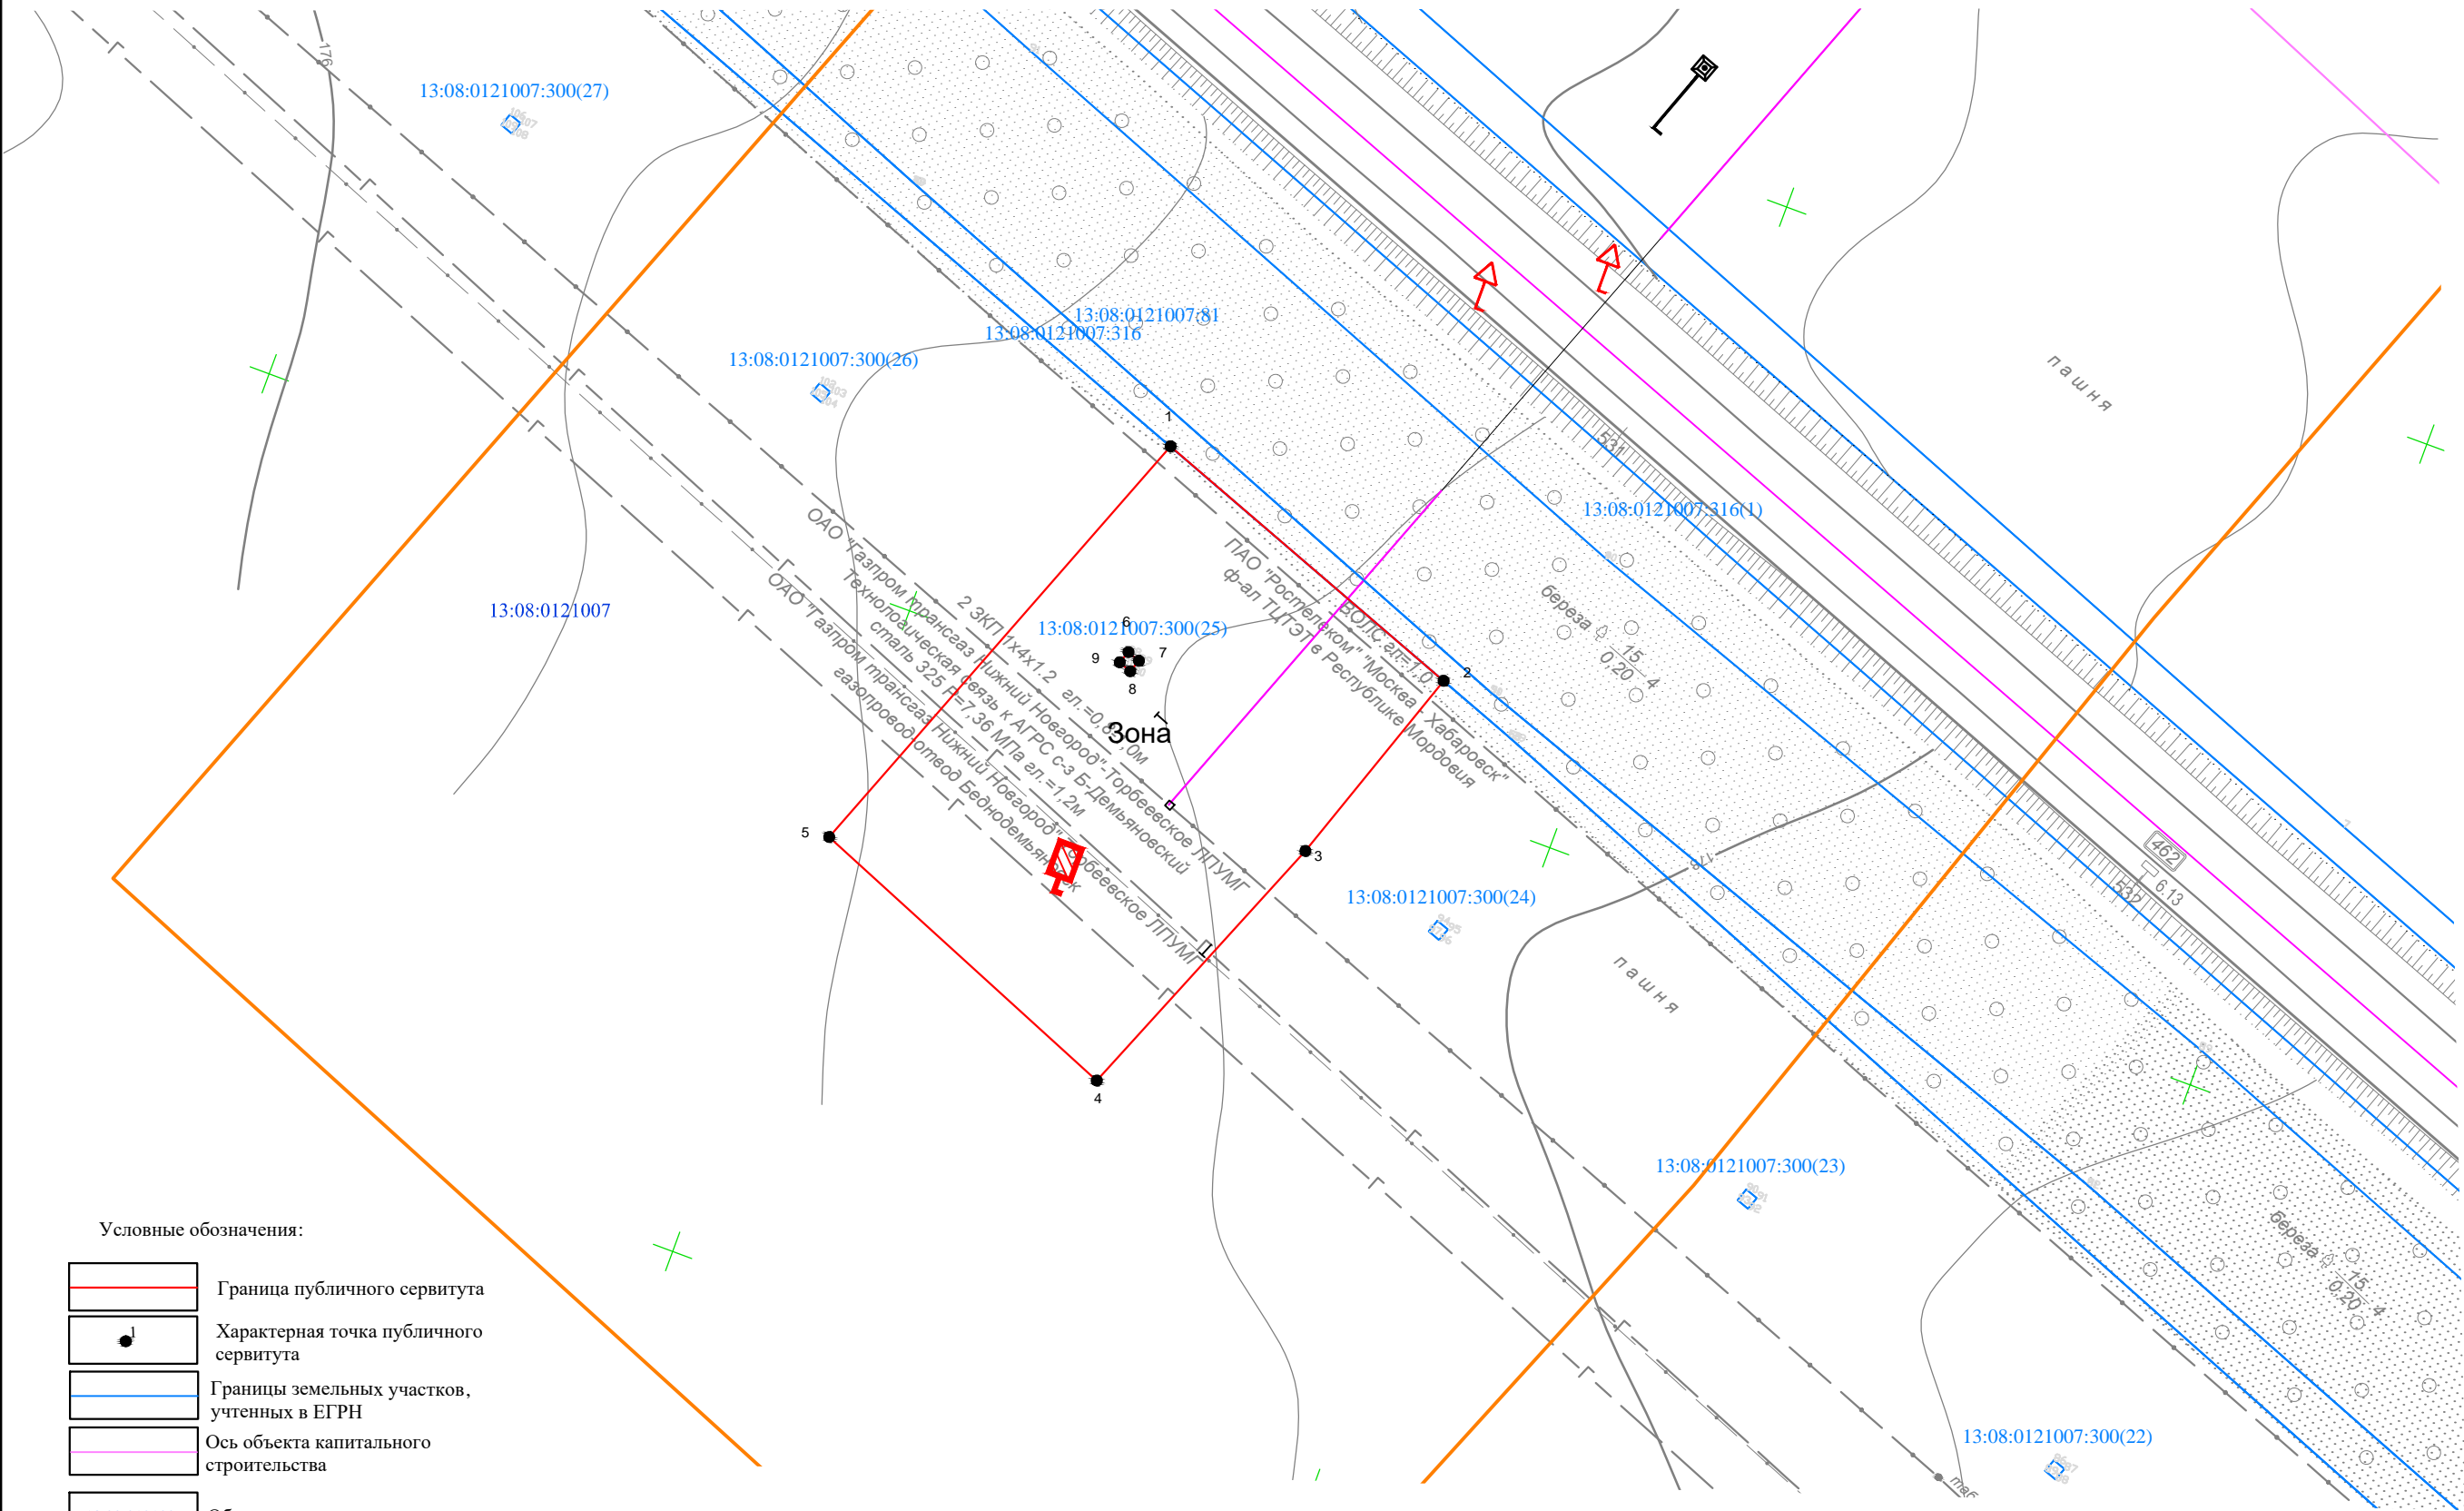 176
13:08:0121007:300(27)
13:08:0121007:81
13:08:0121007:316
13:08:0121007:300(26)
пашня
1
531
13:08:0121007:316(1)
ОАО "Газпром трансгаз Нижний Новгород"-Торбеевское ЛПУМГ
2 ЗКП 1х4х1.2 гл.=0,8
Технологическая связь к АГРС с-з Б-Демьяновский
сталь 325 Р=7,36 МПа гл.=1,2м
ОАО "Газпром трансгаз Нижний Новгород"
Торбеевское ЛПУМГ
газопровод-отвод
ПАО "Ростелеком" "Москва - Хабаровск"
ф-ал ТЦТЭТ в Республике Мордовия
ВОЛС гл=1,0
береза 15 4
0,20
13:08:0121007
13:08:0121007:300(25)
6
7
9
8
2
Зона
5
3
178
462
532
6.13
13:08:0121007:300(24)
пашня
4
13:08:0121007:300(23)
береза 15 4
0,20
13:08:0121007:300(22)
Условные обозначения:
Граница публичного сервитута
1
Характерная точка публичного
сервитута
Границы земельных участков,
учтенных в ЕГРН
Ось объекта капитального
строительства